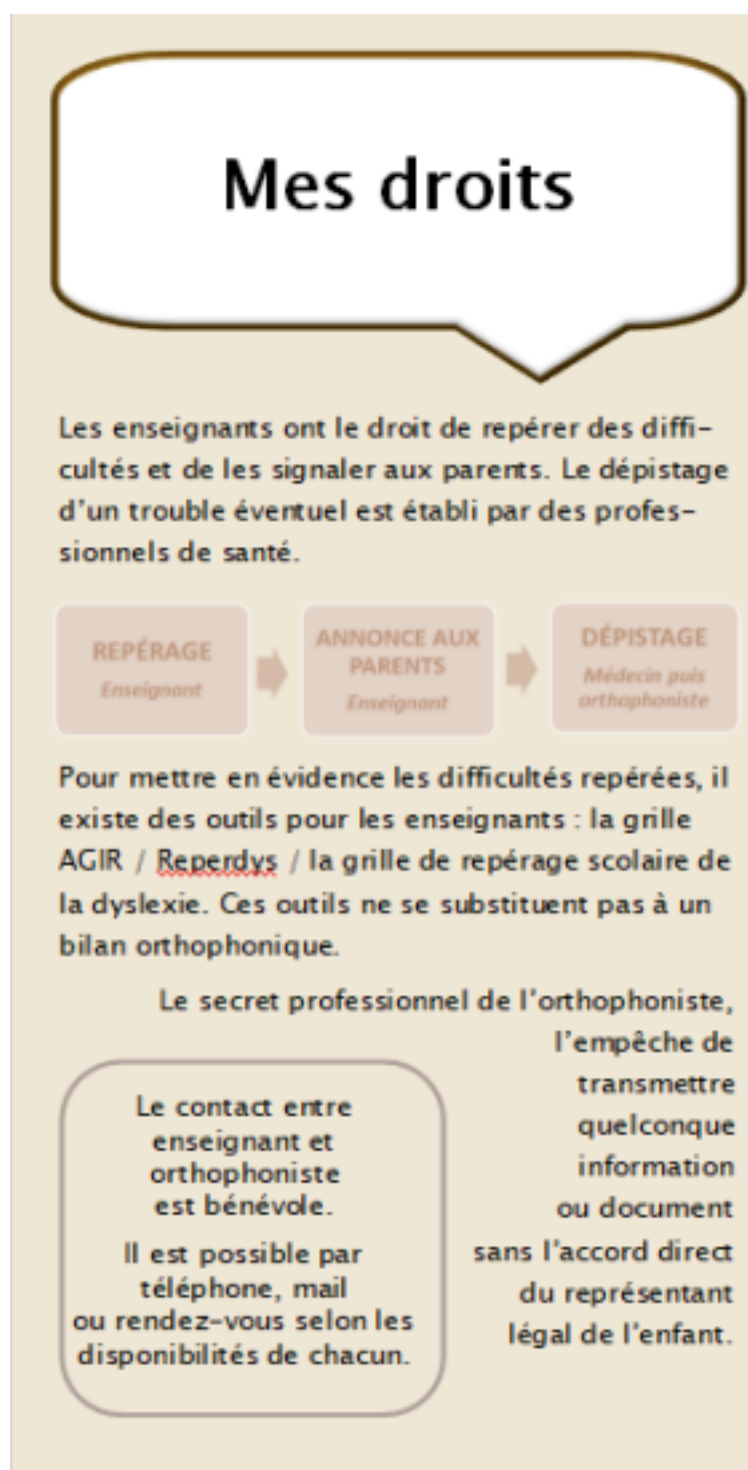 Mes droits
Les enseignants ont le droit de repérer des diffi-
cultés et de les signaler aux parents. Le dépistage
d'un trouble éventuel est établi par des profes-
sionnels de santé.
REPÉRAGE
Enseignant
ANNONCE AUX
PARENTS
Enseignant
DÉPISTAGE
Médecin puis
orthophoniste
Pour mettre en évidence les difficultés repérées, il
existe des outils pour les enseignants : la grille
AGIR / Reperdys / la grille de repérage scolaire de
la dyslexie. Ces outils ne se substituent pas à un
bilan orthophonique.
Le secret professionnel de l'orthophoniste,
l'empêche de
transmettre
quelconque
information
ou document
sans l'accord direct
du représentant
légal de l'enfant.
Le contact entre
enseignant et
orthophoniste
est bénévole.
Il est possible par
téléphone, mail
ou rendez-vous selon les
disponibilités de chacun.